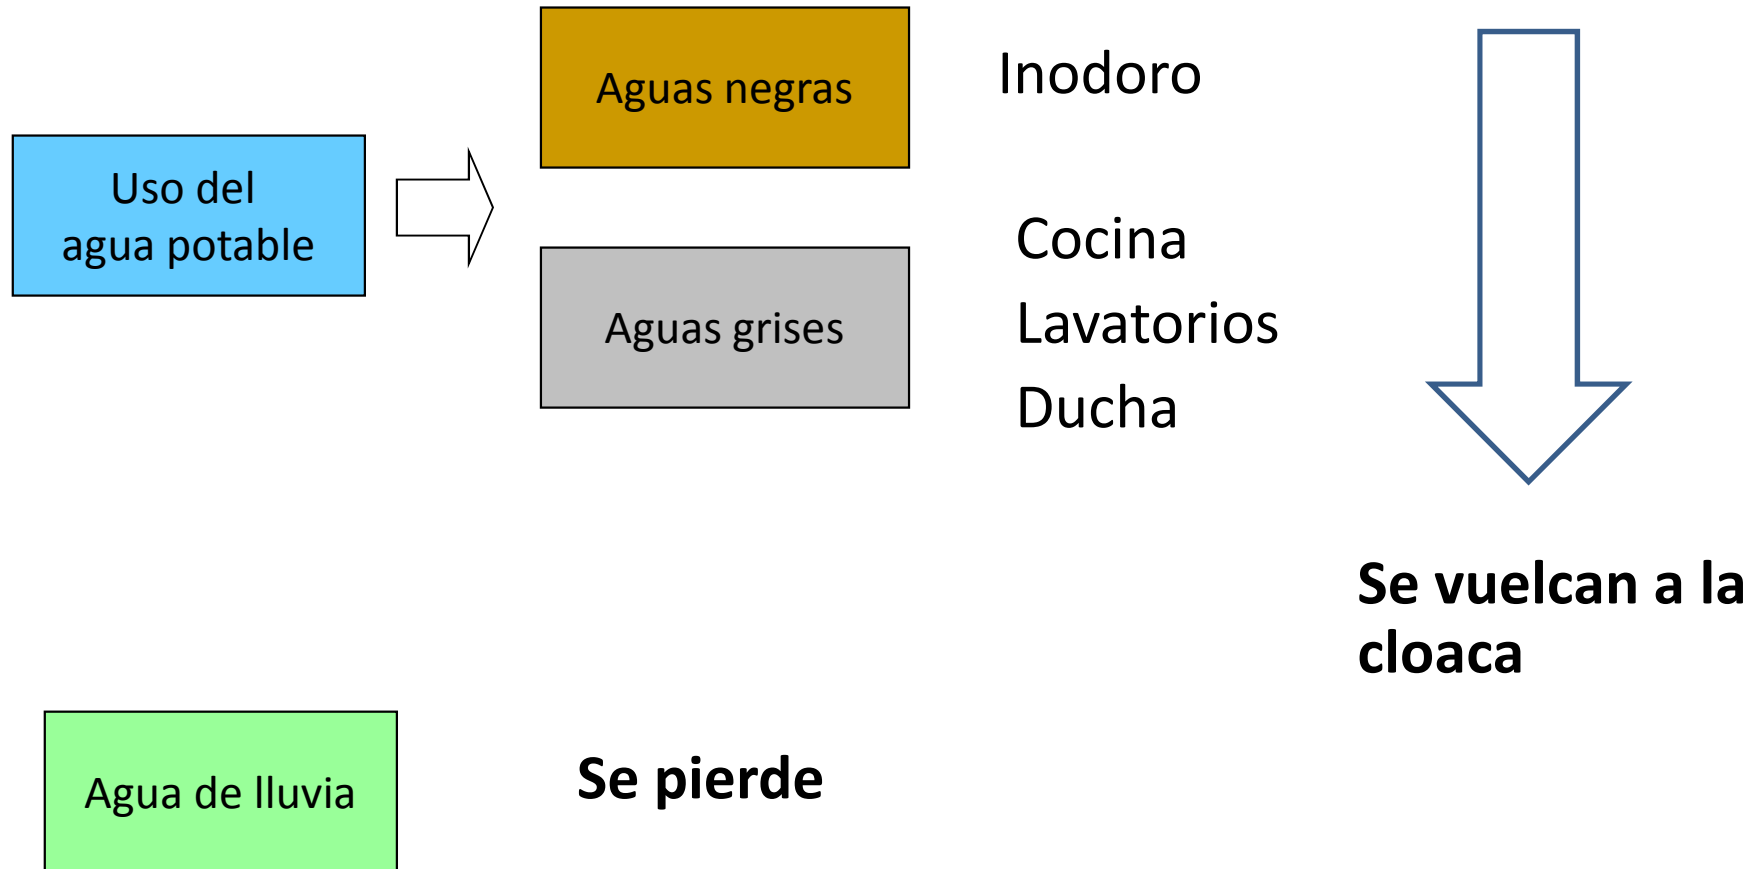 Aguas negras
Inodoro
Uso del
agua potable
Cocina
Aguas grises
Lavatorios
Ducha
Se vuelcan a la
cloaca
Agua de lluvia
Se pierde